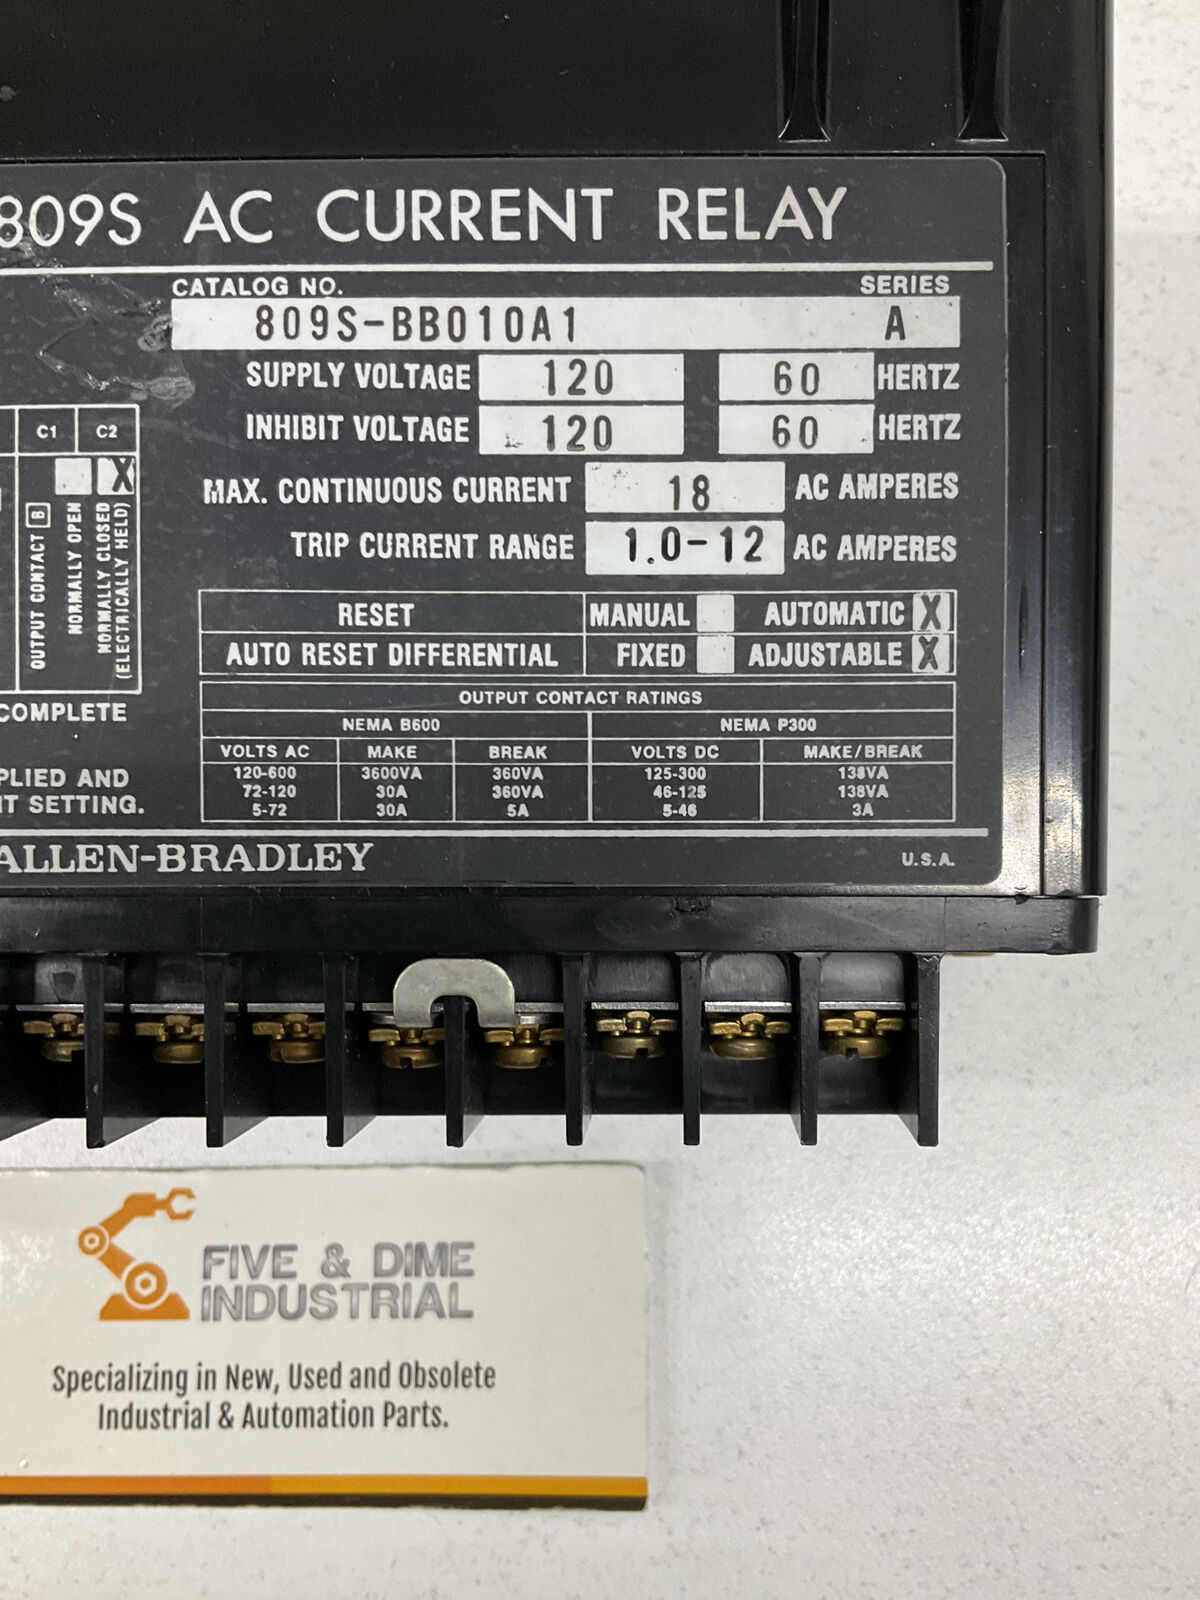 809S AC CURRENT RELAY
CATALOG NO. SERIES
809S-BB010A1 A
SUPPLY VOLTAGE 120 60 HERTZ
INHIBIT VOLTAGE 120 60 HERTZ
MAX. CONTINUOUS CURRENT 18 AC AMPERES
TRIP CURRENT RANGE 1.0-12 AC AMPERES
C1 C2
X
OUTPUT CONTACT B
NORMALLY OPEN
NORMALLY CLOSED
(ELECTRICALLY HELD)
RESET MANUAL AUTOMATIC X
AUTO RESET DIFFERENTIAL FIXED ADJUSTABLE X
OUTPUT CONTACT RATINGS
NEMA B600 NEMA P300
VOLTS AC MAKE BREAK VOLTS DC MAKE/BREAK
120-600 3600VA 360VA 125-300 138VA
72-120 30A 360VA 46-125 138VA
5-72 30A 5A 5-46 3A
COMPLETE
PLIED AND
T SETTING.
ALLEN-BRADLEY U.S.A.
FIVE & DIME
INDUSTRIAL
Specializing in New, Used and Obsolete
Industrial & Automation Parts.